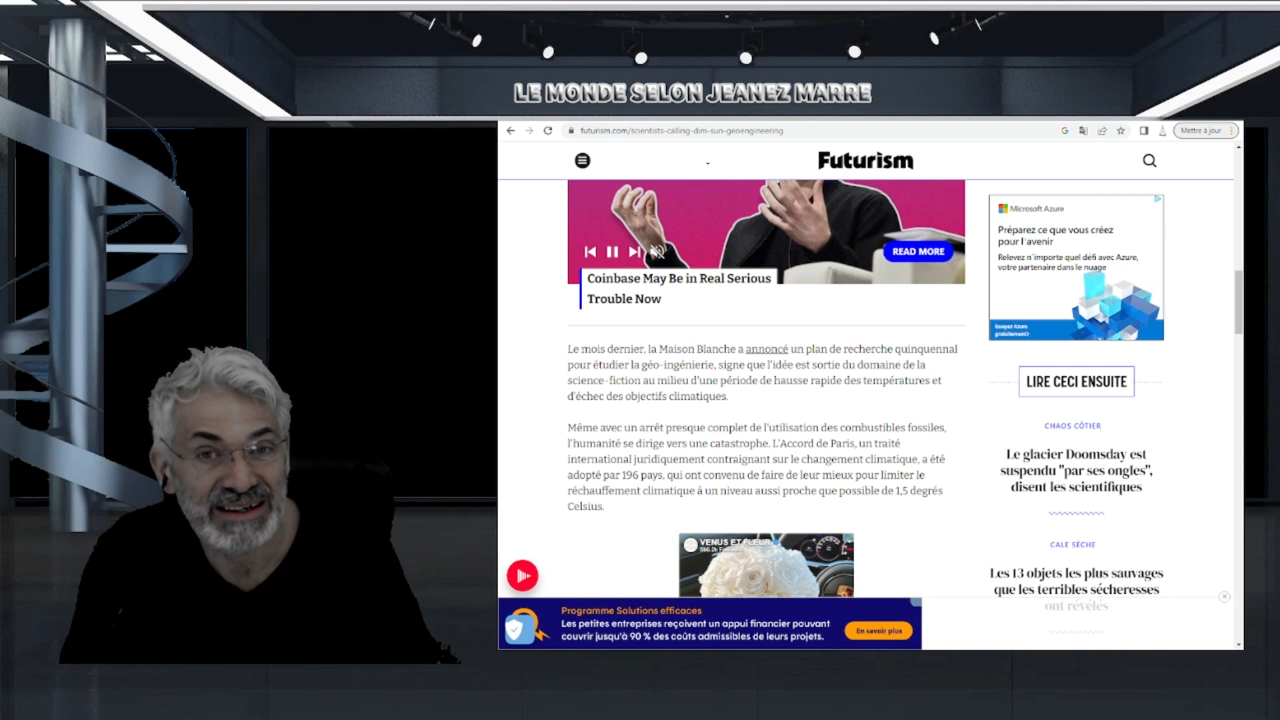 LE MONDE SELON JEANEZ MARRE
futurism.com/scientists-calling-dim-sun-geoengineering
Mettre à jour
Futurism
READ MORE
Coinbase May Be in Real Serious
Trouble Now
Le mois dernier, la Maison Blanche a annoncé un plan de recherche quinquennal
pour étudier la géo-ingénierie, signe que l'idée est sortie du domaine de la
science-fiction au milieu d'une période de hausse rapide des températures et
d'échec des objectifs climatiques.
Même avec un arrêt presque complet de l'utilisation des combustibles fossiles,
l'humanité se dirige vers une catastrophe. L'Accord de Paris, un traité
international juridiquement contraignant sur le changement climatique, a été
adopté par 196 pays, qui ont convenu de faire de leur mieux pour limiter le
réchauffement climatique à un niveau aussi proche que possible de 1,5 degrés
Celsius.
VENUS ET FLEUR
Programme Solutions efficaces
Les petites entreprises reçoivent un appui financier pouvant
couvrir jusqu'à 90 % des coûts admissibles de leurs projets.
En savoir plus
Microsoft Azure
Préparez ce que vous créez
pour l'avenir
Relevez n'importe quel défi avec Azure,
votre partenaire dans le nuage
Essayez Azure
gratuitement>
LIRE CECI ENSUITE
CHAOS CÔTIER
Le glacier Doomsday est
suspendu "par ses ongles",
disent les scientifiques
CALE SÈCHE
Les 13 objets les plus sauvages
que les terribles sécheresses
ont révélés